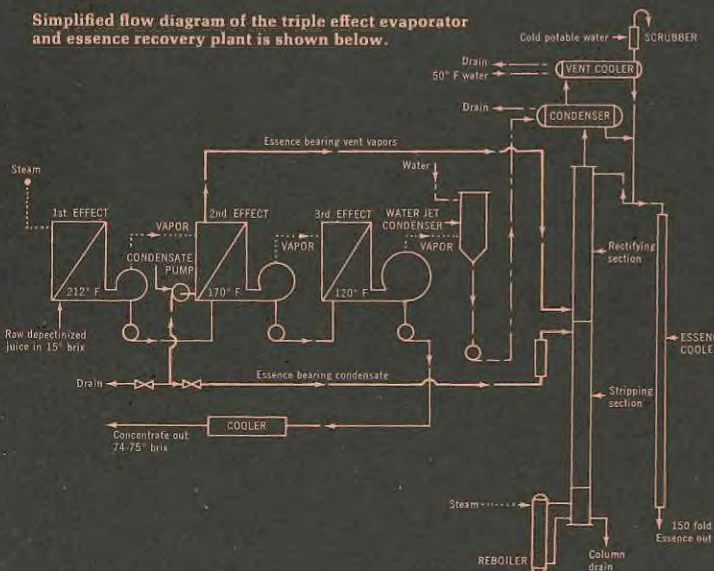 Simplified flow diagram of the triple effect evaporator
and essence recovery plant is shown below.
Cold potable water
SCRUBBER
Drain
50° F water
VENT COOLER
Drain
CONDENSER
Essence bearing vent vapors
Steam
Water
1st EFFECT
VAPOR
2nd EFFECT
3rd EFFECT
WATER JET
CONDENSER
VAPOR
VAPOR
CONDENSATE
PUMP
Rectifying
section
212° F
170° F
120° F
Raw depectinized
juice in 15° brix
ESSENC
COOLE
Drain
Essence bearing condensate
Stripping
section
COOLER
Concentrate out
74-75° brix
Steam
150 fold
Essence out
REBOILER
Column
drain